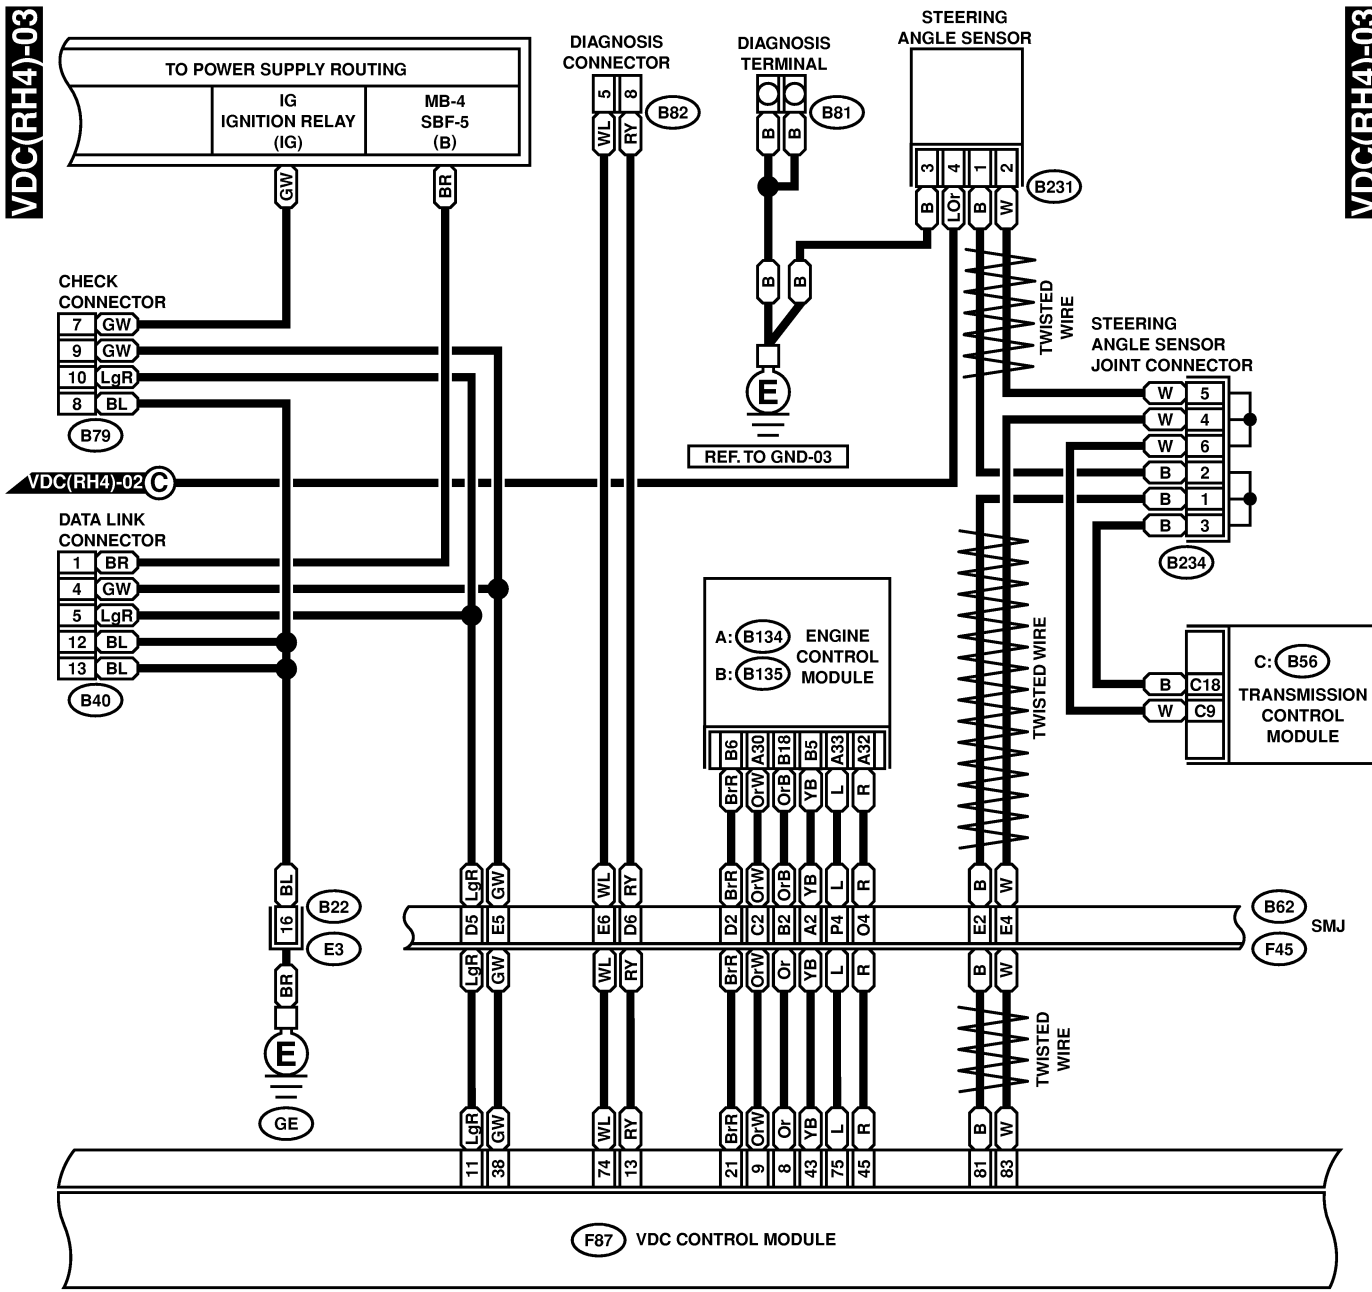 VDC(RH4)-03
VDC(RH4)-03
TO POWER SUPPLY ROUTING
IG
IGNITION RELAY
(IG)
MB-4
SBF-5
(B)
GW
BR
DIAGNOSIS
CONNECTOR
5 8
B82
WL RY
DIAGNOSIS
TERMINAL
B81
B B
B B
E
REF. TO GND-03
STEERING
ANGLE SENSOR
3 4 1 2
B231
B LOr B W
TWISTED
WIRE
CHECK
CONNECTOR
7 GW
9 GW
10 LgR
8 BL
B79
VDC(RH4)-02 C
STEERING
ANGLE SENSOR
JOINT CONNECTOR
W 5
W 4
W 6
B 2
B 1
B 3
B234
DATA LINK
CONNECTOR
1 BR
4 GW
5 LgR
12 BL
13 BL
B40
A: B134
B: B135
ENGINE
CONTROL
MODULE
B6 A30 B18 B5 A33 A32
BrR OrW OrB YB L R
TWISTED WIRE
C: B56
TRANSMISSION
CONTROL
MODULE
B C18
W C9
BL
16
B22
E3
BR
E
GE
LgR GW WL RY BrR OrW OrB YB L R B W
D5 E5 E6 D6 D2 C2 B2 A2 P4 O4 E2 E4
B62
SMJ
F45
LgR GW WL RY BrR OrW Or YB L R B W
TWISTED
WIRE
LgR GW WL RY BrR OrW Or YB L R B W
11 38 74 13 21 9 8 43 75 45 81 83
F87 VDC CONTROL MODULE